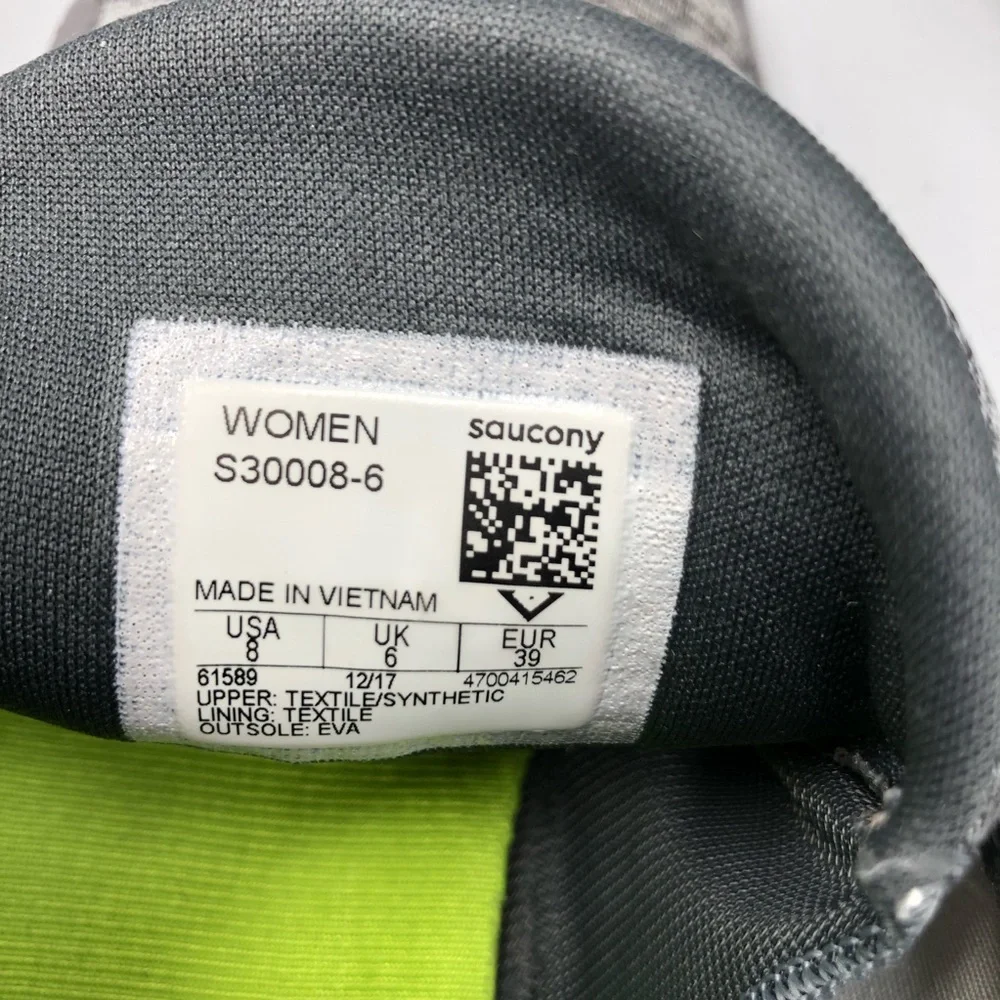 WOMEN
S30008-6
saucony
MADE IN VIETNAM
USA UK EUR
8 6 39
61589 12/17 4700415462
UPPER: TEXTILE/SYNTHETIC
LINING: TEXTILE
OUTSOLE: EVA